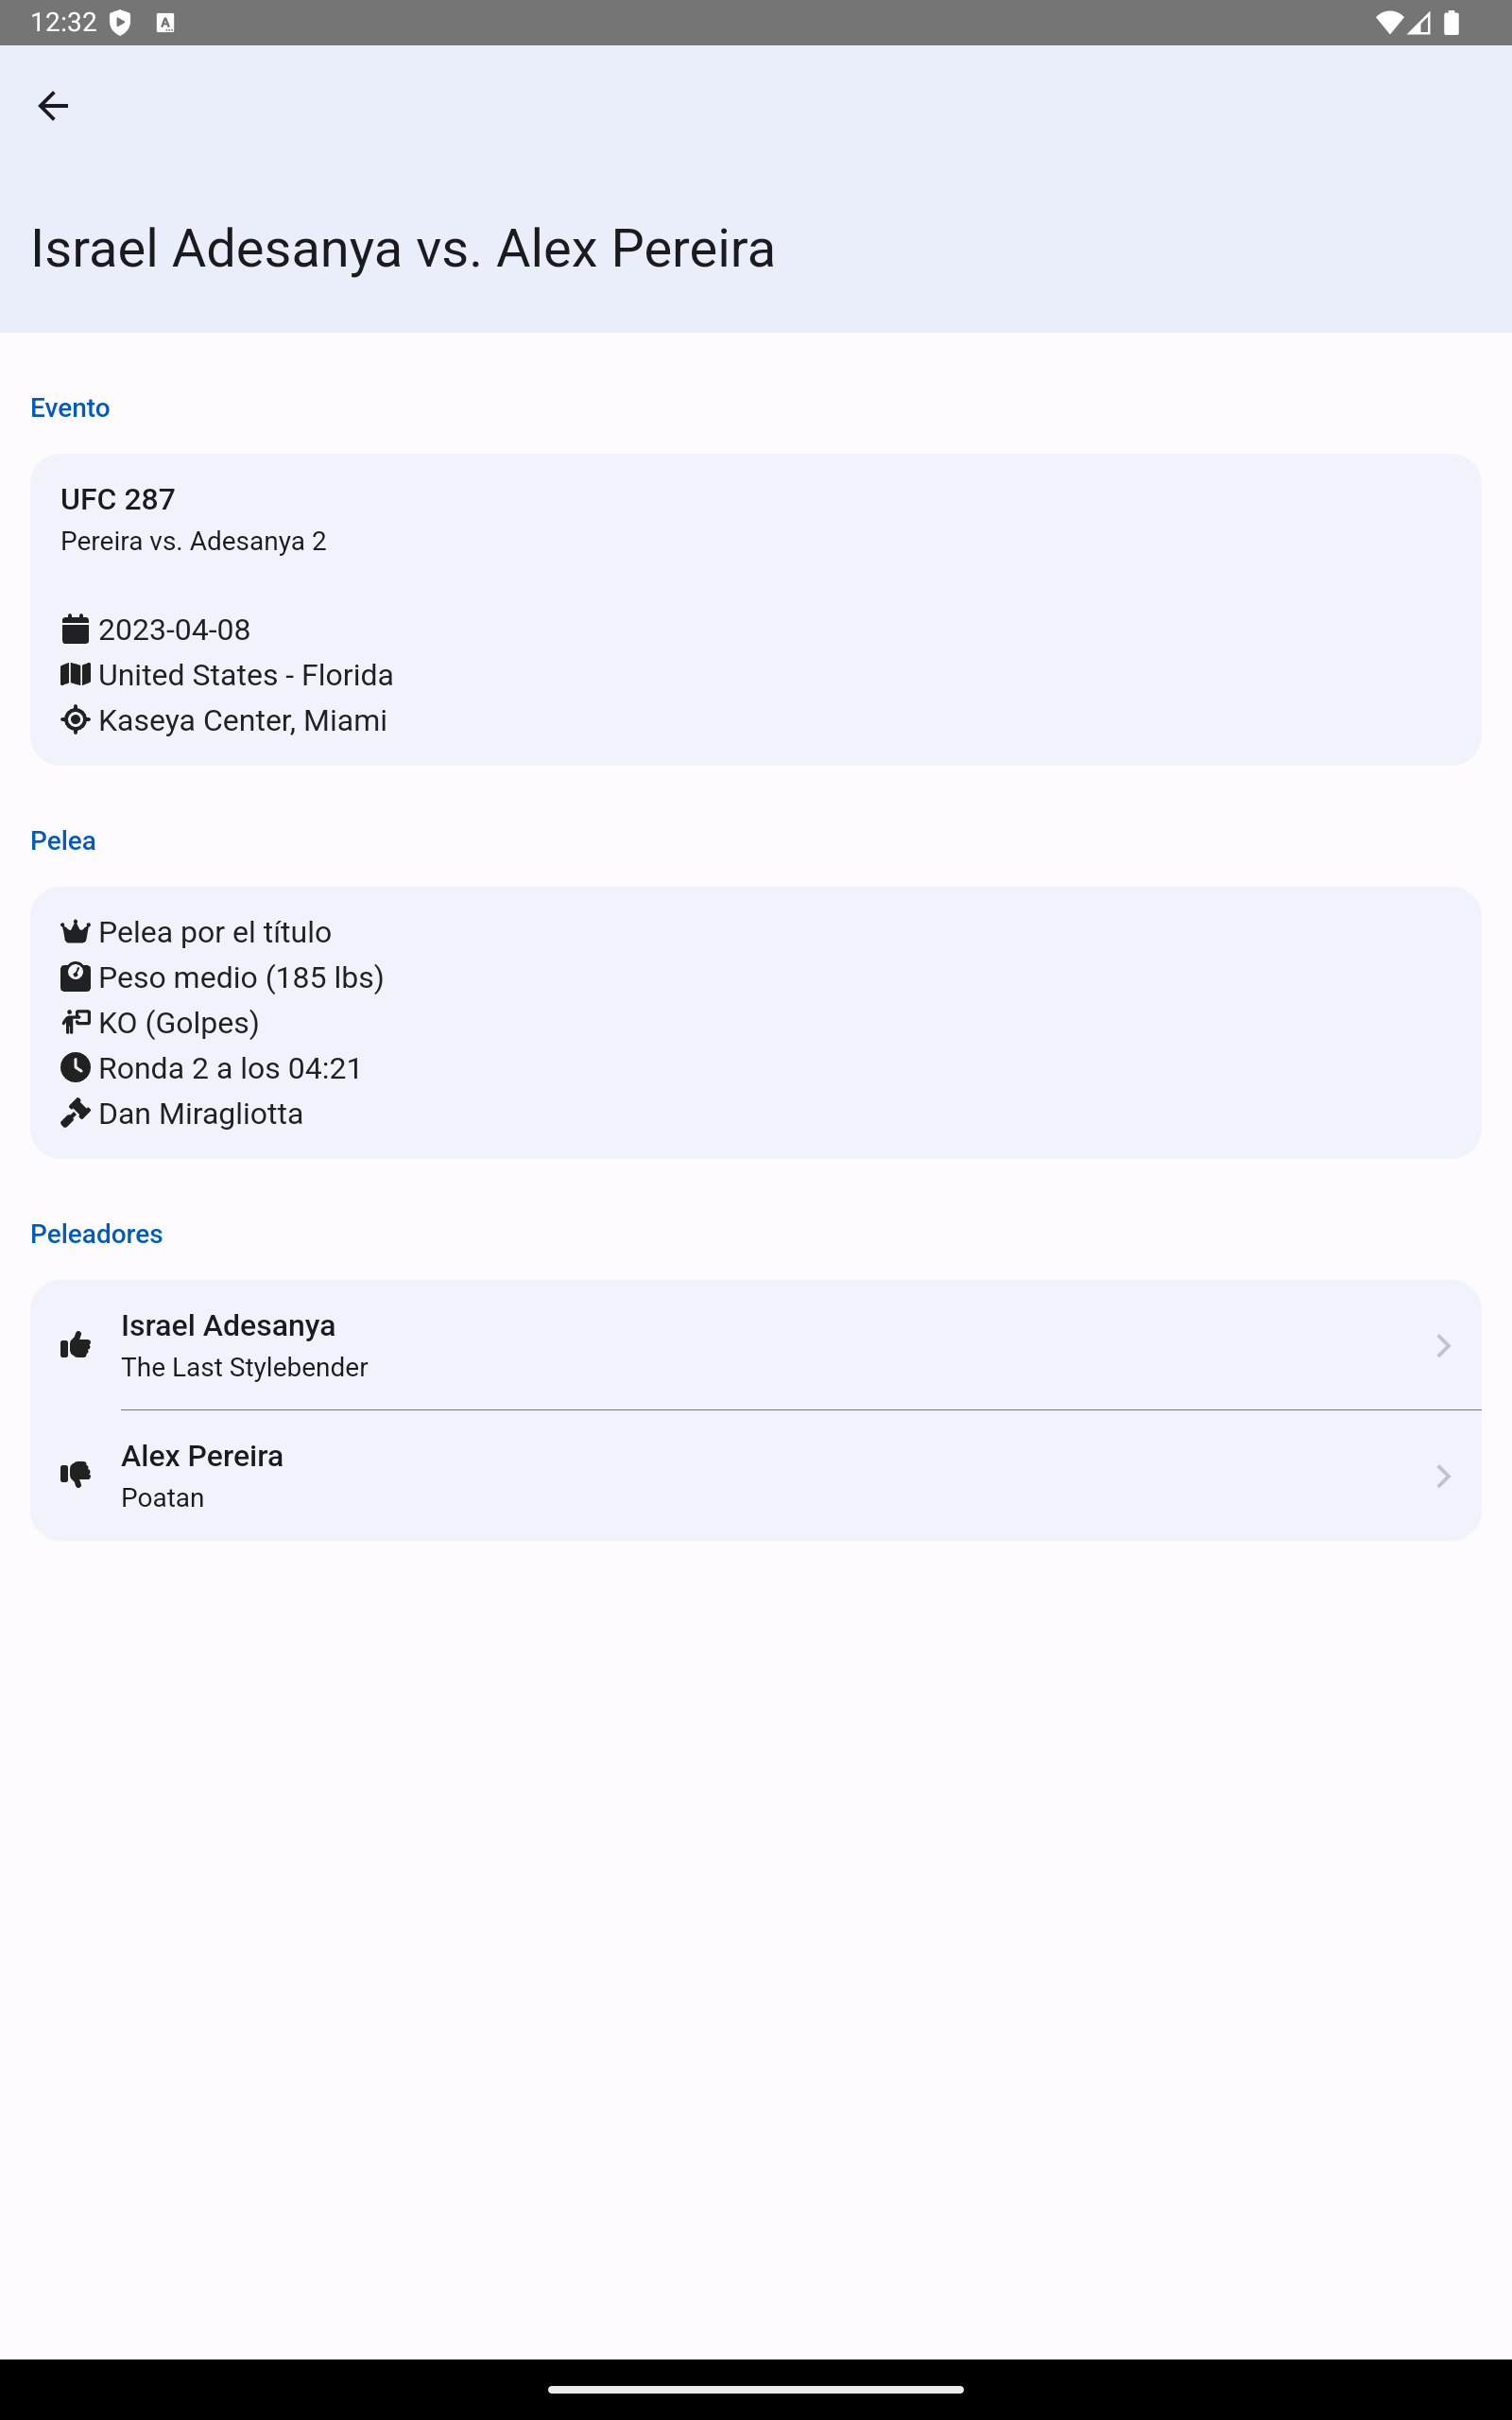 12:32
Israel Adesanya vs. Alex Pereira
Evento
UFC 287
Pereira vs. Adesanya 2
2023-04-08
United States - Florida
Kaseya Center, Miami
Pelea
Pelea por el título
Peso medio (185 lbs)
KO (Golpes)
Ronda 2 a los 04:21
Dan Miragliotta
Peleadores
Israel Adesanya
The Last Stylebender
Alex Pereira
Poatan